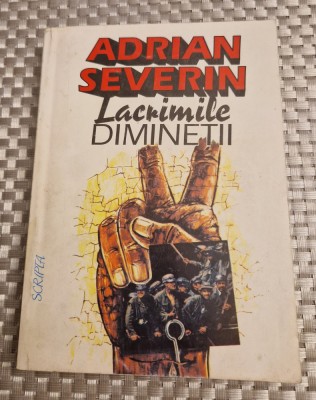 ADRIAN
SEVERIN
Lacrimile
DIMINEȚII
SCRIPTA